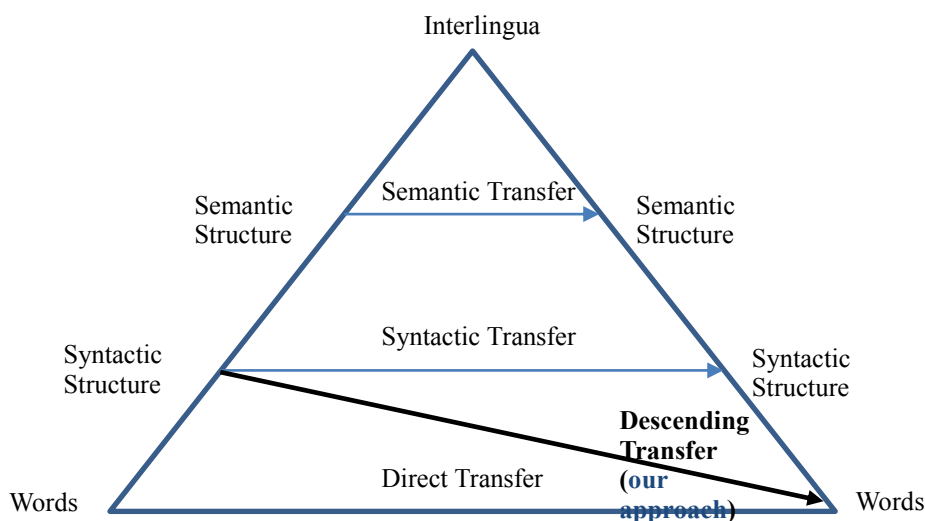 Interlingua
Semantic Transfer
Semantic
Structure
Semantic
Structure
Syntactic Transfer
Syntactic
Structure
Syntactic
Structure
Descending
Transfer
(our
approach)
Direct Transfer
Words
Words